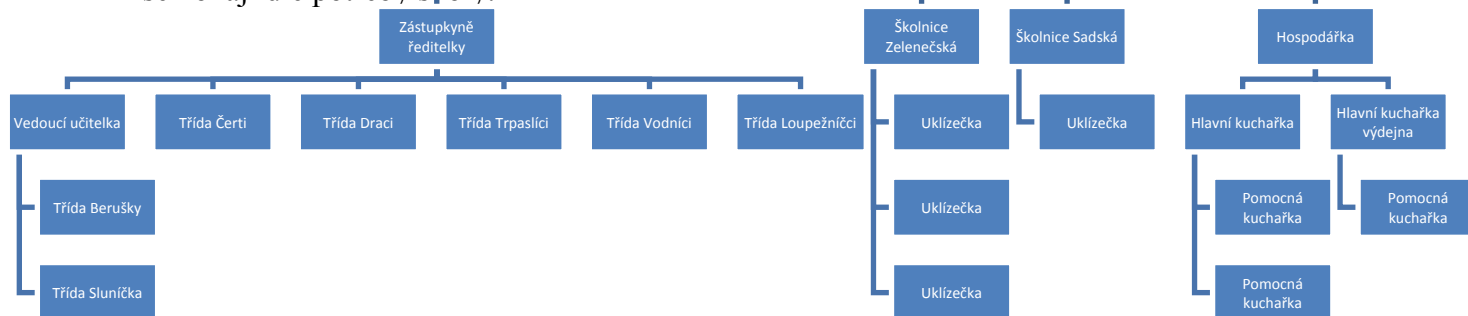 Zástupkyně
ředitelky
Školnice
Zelenečská
Školnice Sadská
Hospodářka
Vedoucí učitelka
Třída Čerti
Třída Draci
Třída Trpaslíci
Třída Vodníci
Třída Loupežníčci
Uklízečka
Uklízečka
Hlavní kuchařka
Hlavní kuchařka
výdejna
Třída Berušky
Uklízečka
Pomocná
kuchařka
Pomocná
kuchařka
Třída Sluníčka
Uklízečka
Pomocná
kuchařka